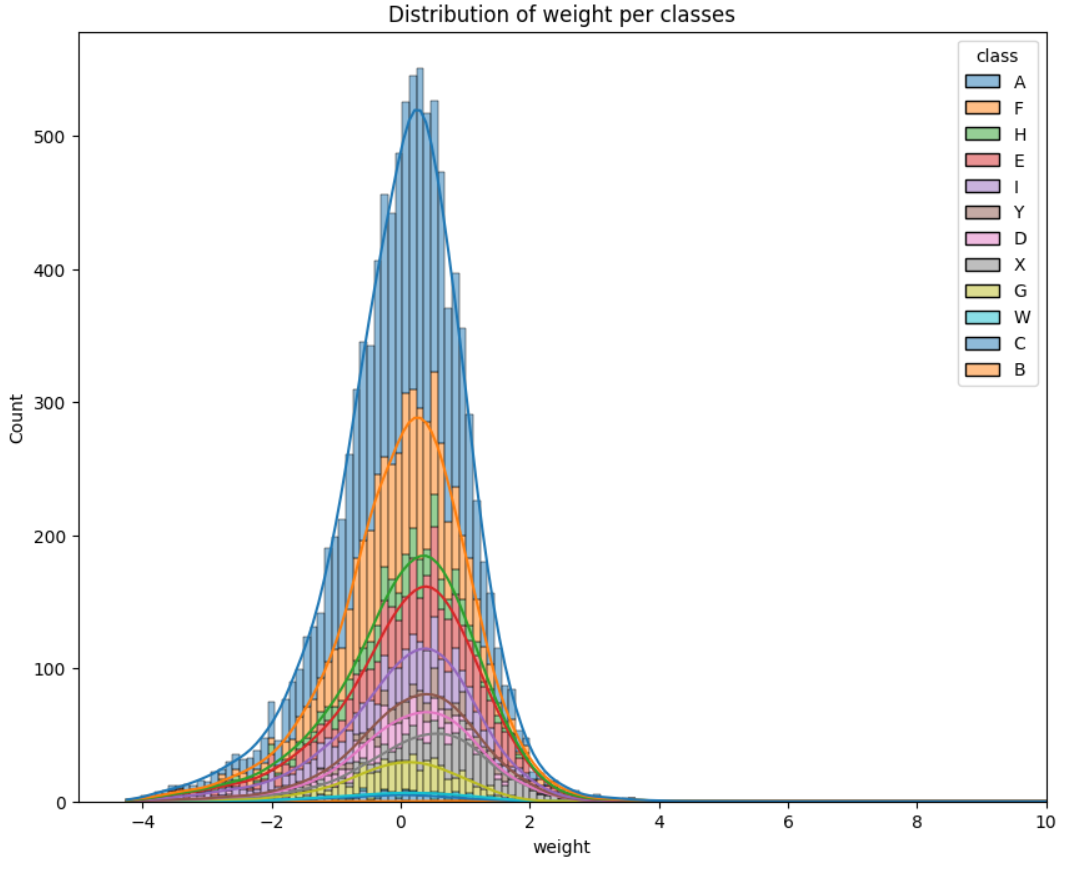 Distribution of weight per classes
class
A
F
H
E
I
Y
D
X
G
W
C
B
Count
500
400
300
200
100
0
−4
−2
0
2
4
6
8
10
weight